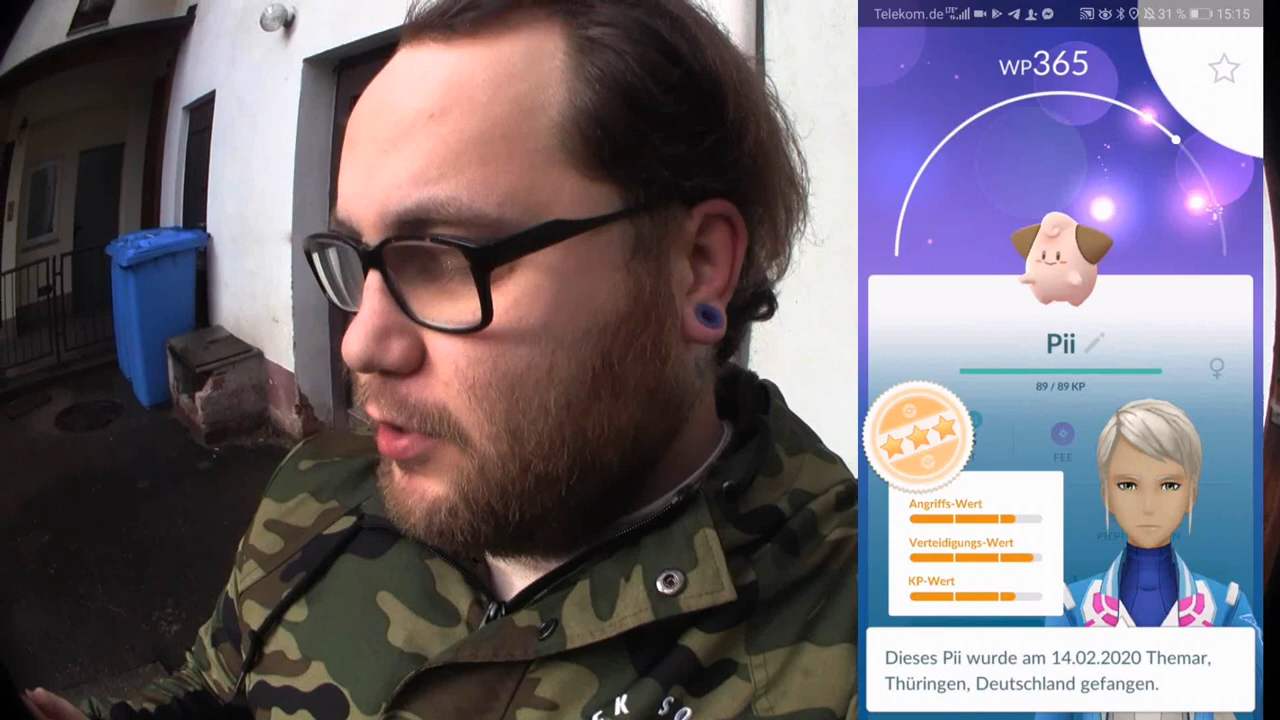 Telekom.de LTE 31 % 15:15
WP365
Pii
89 / 89 KP
FEE
Angriffs-Wert
Verteidigungs-Wert
KP-Wert
Dieses Pii wurde am 14.02.2020 Themar,
Thüringen, Deutschland gefangen.